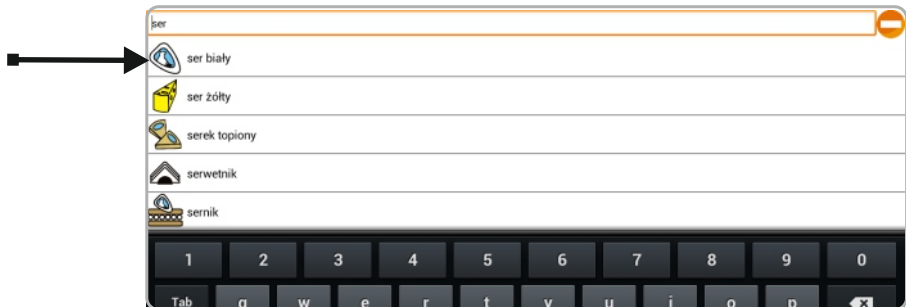 ser
ser biały
ser żółty
serek topiony
serwetnik
sernik
1 2 3 4 5 6 7 8 9 0
Tab q w e r t y u i o p